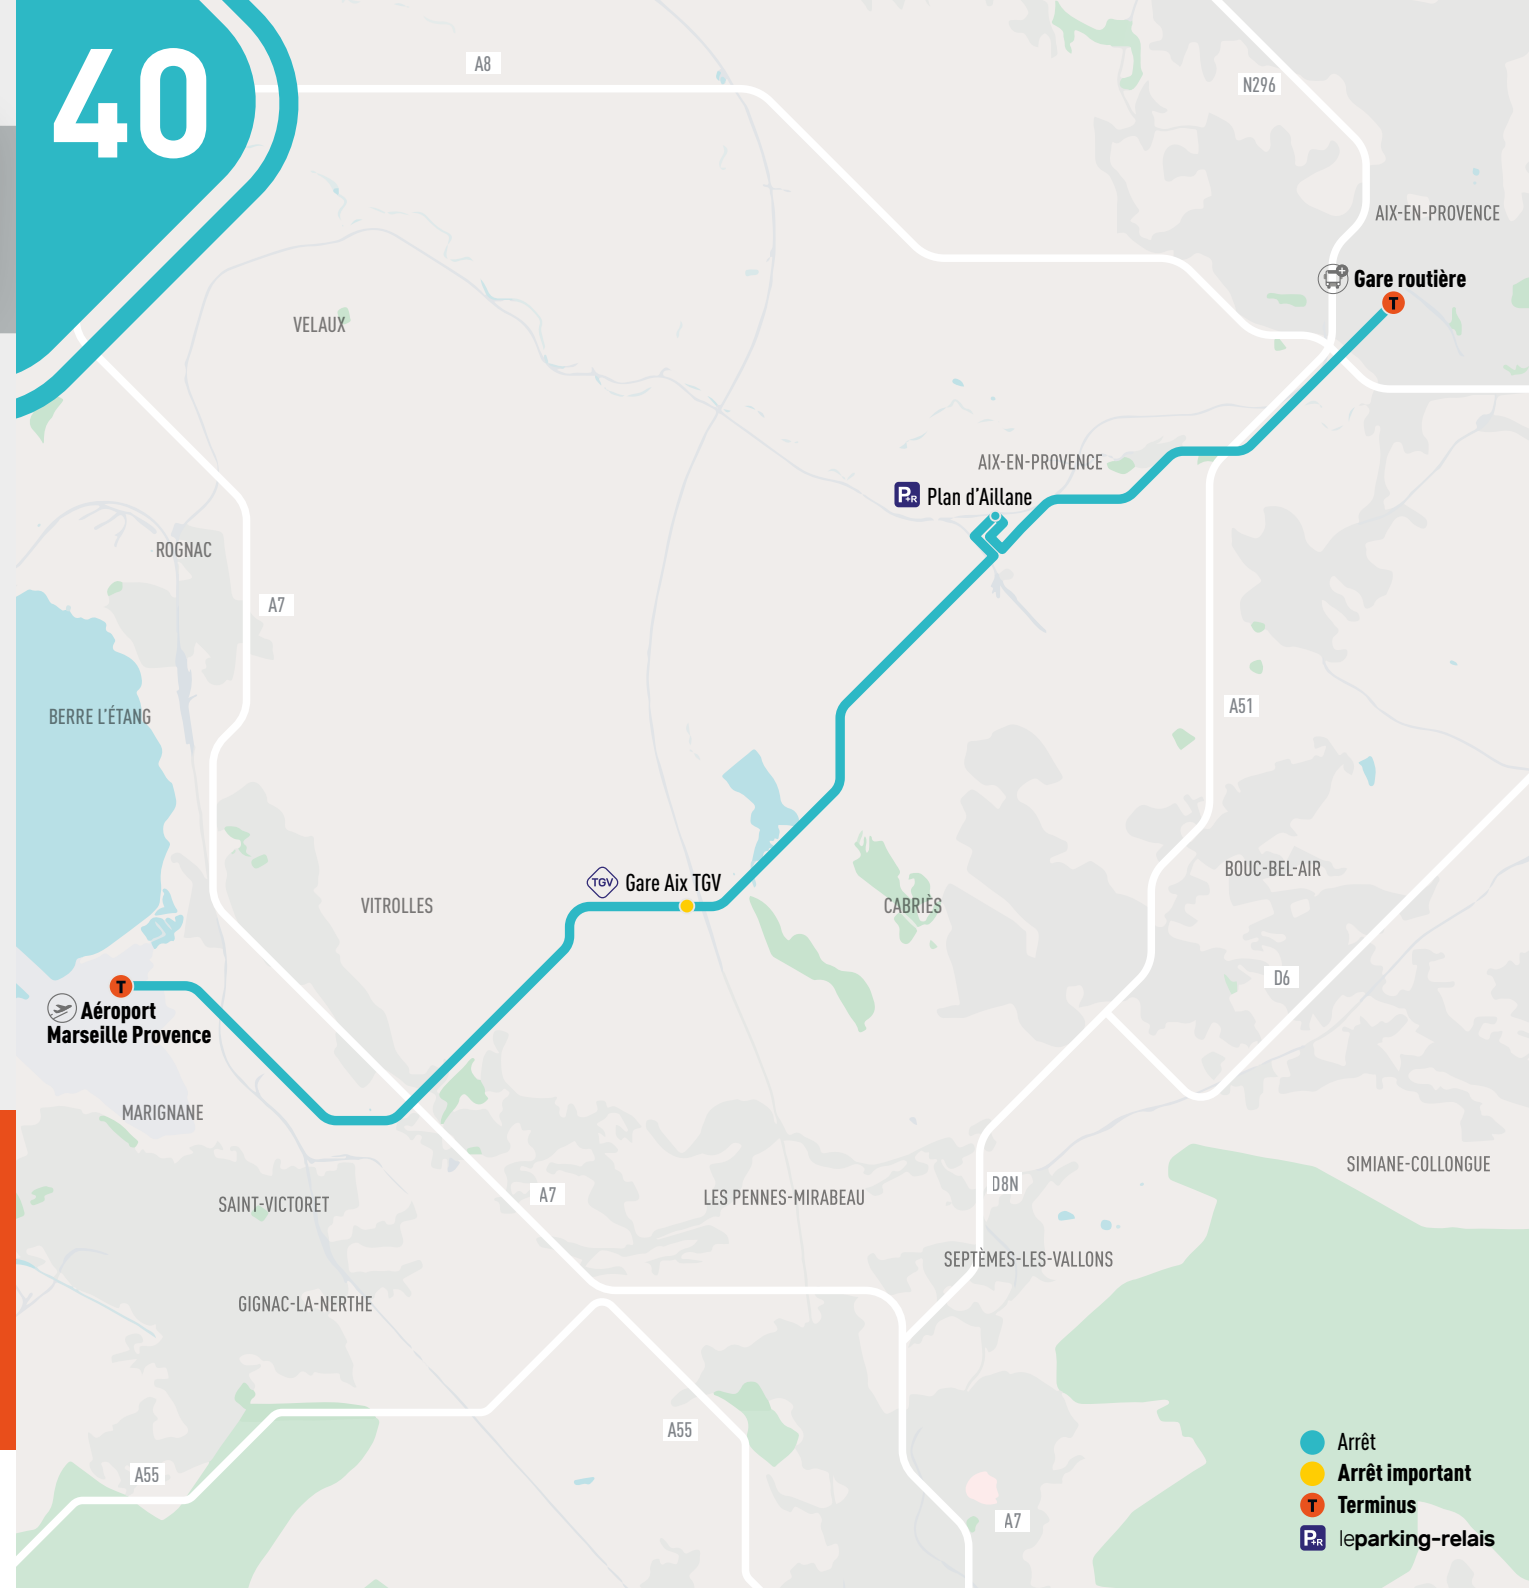 40
A8
N296
AIX-EN-PROVENCE
Gare routière
T
VELAUX
AIX-EN-PROVENCE
P+R Plan d'Aillane
ROGNAC
A7
BERRE L'ÉTANG
A51
BOUC-BEL-AIR
TGV Gare Aix TGV
VITROLLES
CABRIÈS
D6
T
Aéroport
Marseille Provence
MARIGNANE
SIMIANE-COLLONGUE
D8N
A7
LES PENNES-MIRABEAU
SAINT-VICTORET
SEPTÈMES-LES-VALLONS
GIGNAC-LA-NERTHE
A55
A55
A7
Arrêt
Arrêt important
T Terminus
P+R leparking-relais